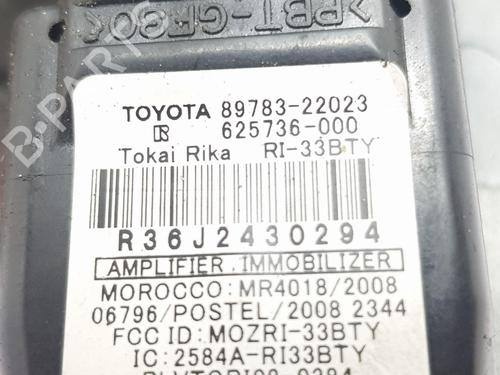 >PBT-GF30<
TOYOTA 89783-22023
R 625736-000
Tokai Rika RI-33BTY
R36J2430294
AMPLIFIER, IMMOBILIZER
MOROCCO:MR4018/2008
06796/POSTEL/2008 2344
FCC ID:MOZRI-33BTY
IC:2584A-RI33BTY
B-PARTS